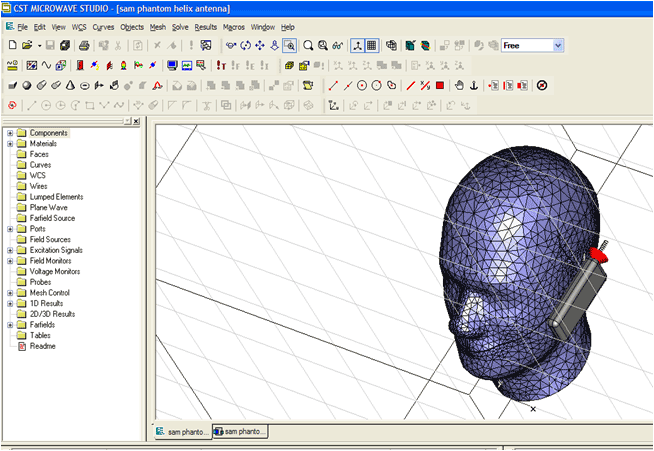 CST MICROWAVE STUDIO - [sam phantom helix antenna]
File Edit View WCS Curves Objects Mesh Solve Results Macros Window Help
Free
Components
Materials
Faces
Curves
WCS
Wires
Lumped Elements
Plane Wave
Farfield Source
Ports
Field Sources
Excitation Signals
Field Monitors
Voltage Monitors
Probes
Mesh Control
1D Results
2D/3D Results
Farfields
Tables
Readme
sam phanto... sam phanto...